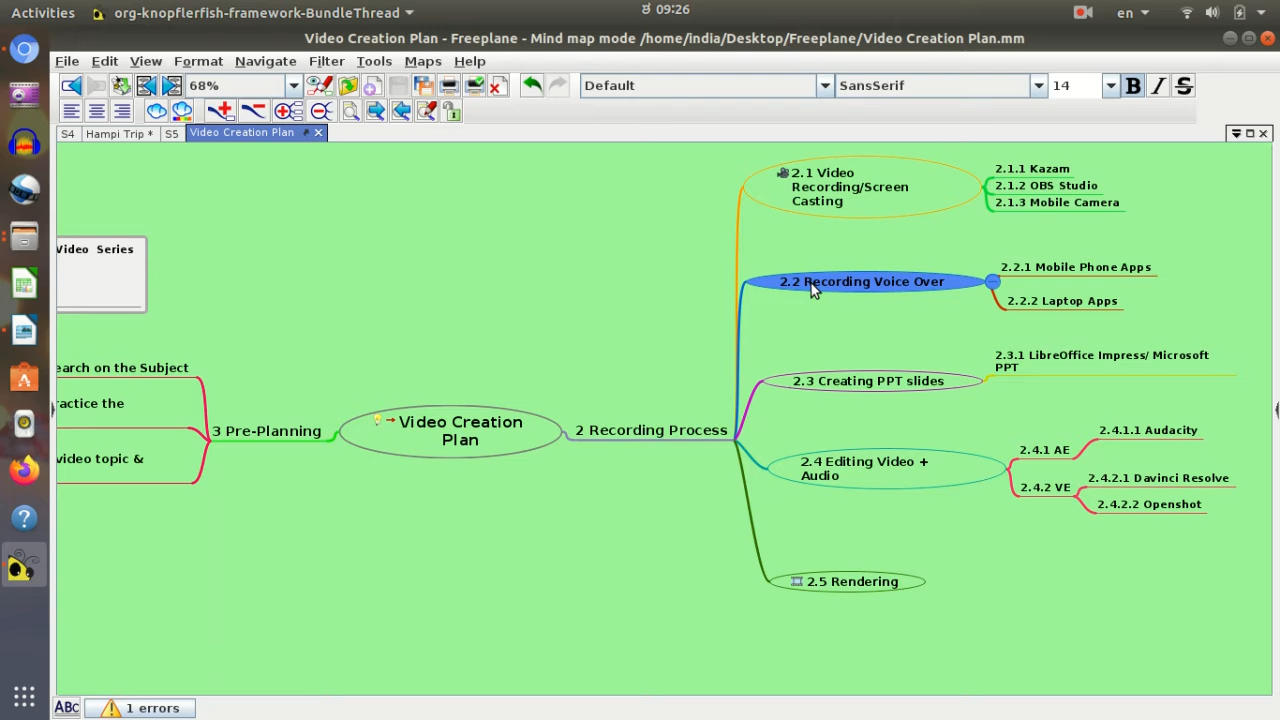 Activities
org-knopflerfish-framework-BundleThread
09:26
en
Video Creation Plan - Freeplane - Mind map mode /home/india/Desktop/Freeplane/Video Creation Plan.mm
File Edit View Format Navigate Filter Tools Maps Help
68%
Default
SansSerif
14
B I S
S4
Hampi Trip *
S5
Video Creation Plan
2.1 Video
Recording/Screen
Casting
2.1.1 Kazam
2.1.2 OBS Studio
2.1.3 Mobile Camera
Video Series
2.2 Recording Voice Over
2.2.1 Mobile Phone Apps
2.2.2 Laptop Apps
2.3 Creating PPT slides
2.3.1 LibreOffice Impress/ Microsoft
PPT
earch on the Subject
ractice the
video topic &
3 Pre-Planning
Video Creation
Plan
2 Recording Process
2.4 Editing Video +
Audio
2.4.1 AE
2.4.1.1 Audacity
2.4.2 VE
2.4.2.1 Davinci Resolve
2.4.2.2 Openshot
2.5 Rendering
ABC
1 errors